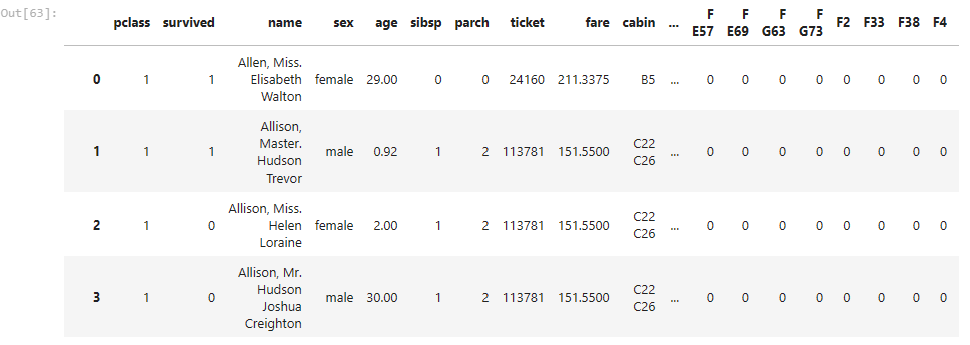 Out[63]:
pclass survived name sex age sibsp parch ticket fare cabin ... F E57 F E69 F G63 F G73 F2 F33 F38 F4
0 1 1 Allen, Miss. Elisabeth Walton female 29.00 0 0 24160 211.3375 B5 ... 0 0 0 0 0 0 0 0
1 1 1 Allison, Master. Hudson Trevor male 0.92 1 2 113781 151.5500 C22 C26 ... 0 0 0 0 0 0 0 0
2 1 0 Allison, Miss. Helen Loraine female 2.00 1 2 113781 151.5500 C22 C26 ... 0 0 0 0 0 0 0 0
3 1 0 Allison, Mr. Hudson Joshua Creighton male 30.00 1 2 113781 151.5500 C22 C26 ... 0 0 0 0 0 0 0 0